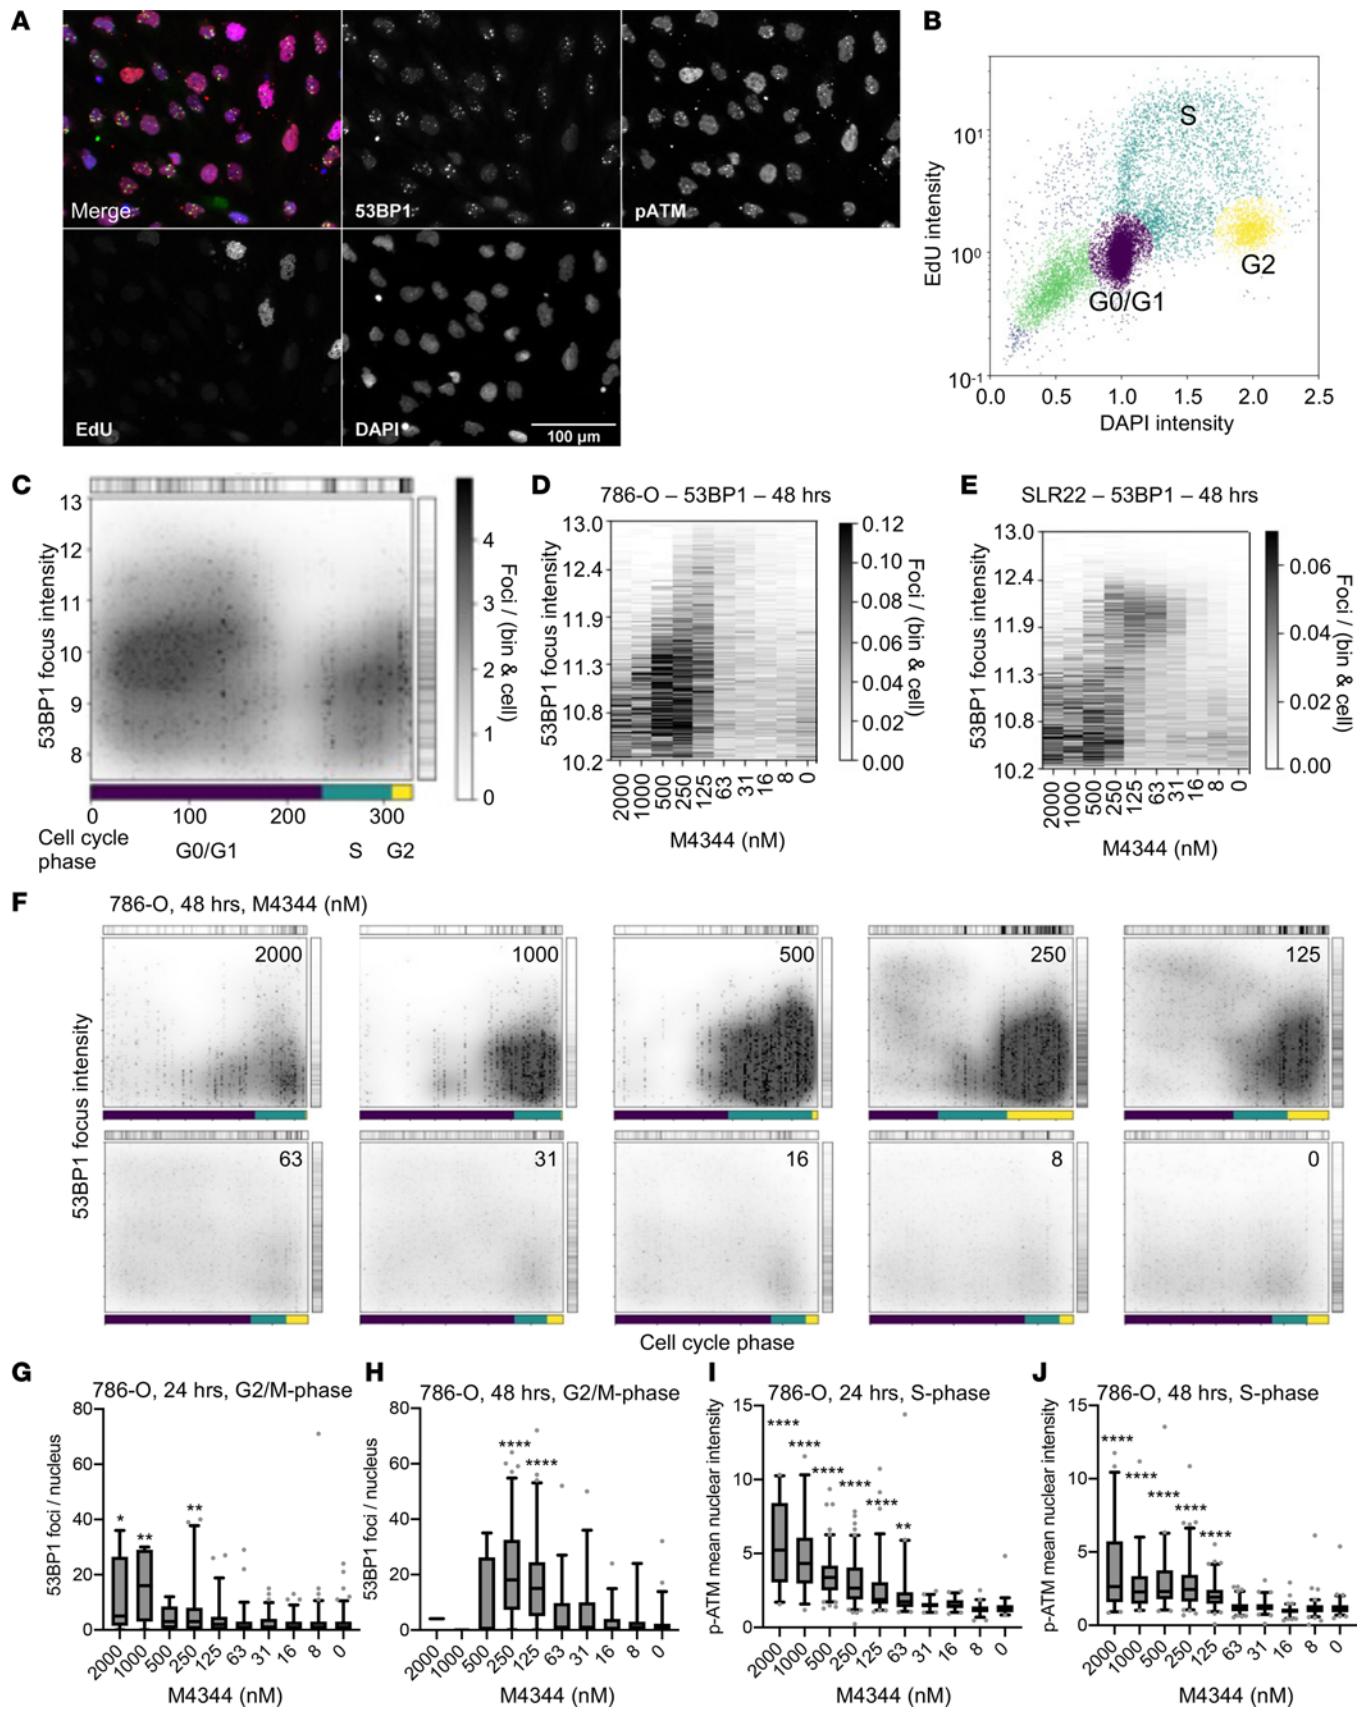 A
Merge
53BP1
pATM
EdU
DAPI
100 µm
B
EdU intensity
10¹
10⁰
10⁻¹
S
G0/G1
G2
0.0 0.5 1.0 1.5 2.0 2.5
DAPI intensity
C
53BP1 focus intensity
13
12
11
10
9
8
0 100 200 300
Cell cycle
phase
G0/G1 S G2
4
3
2
1
0
Foci / (bin & cell)
D
786-O – 53BP1 – 48 hrs
53BP1 focus intensity
13.0
12.4
11.9
11.3
10.8
10.2
2000 1000 500 250 125 63 31 16 8 0
M4344 (nM)
0.12
0.10
0.08
0.06
0.04
0.02
0.00
Foci / (bin & cell)
E
SLR22 – 53BP1 – 48 hrs
53BP1 focus intensity
13.0
12.4
11.9
11.3
10.8
10.2
2000 1000 500 250 125 63 31 16 8 0
M4344 (nM)
0.06
0.04
0.02
0.00
Foci / (bin & cell)
F
786-O, 48 hrs, M4344 (nM)
53BP1 focus intensity
2000 1000 500 250 125
63 31 16 8 0
Cell cycle phase
G
786-O, 24 hrs, G2/M-phase
53BP1 foci / nucleus
80
60
40
20
0
* ** **
2000 1000 500 250 125 63 31 16 8 0
M4344 (nM)
H
786-O, 48 hrs, G2/M-phase
53BP1 foci / nucleus
80
60
40
20
0
**** ****
2000 1000 500 250 125 63 31 16 8 0
M4344 (nM)
I
786-O, 24 hrs, S-phase
p-ATM mean nuclear intensity
15
10
5
0
**** **** **** **** **** **
2000 1000 500 250 125 63 31 16 8 0
M4344 (nM)
J
786-O, 48 hrs, S-phase
p-ATM mean nuclear intensity
15
10
5
0
**** **** **** **** ****
2000 1000 500 250 125 63 31 16 8 0
M4344 (nM)